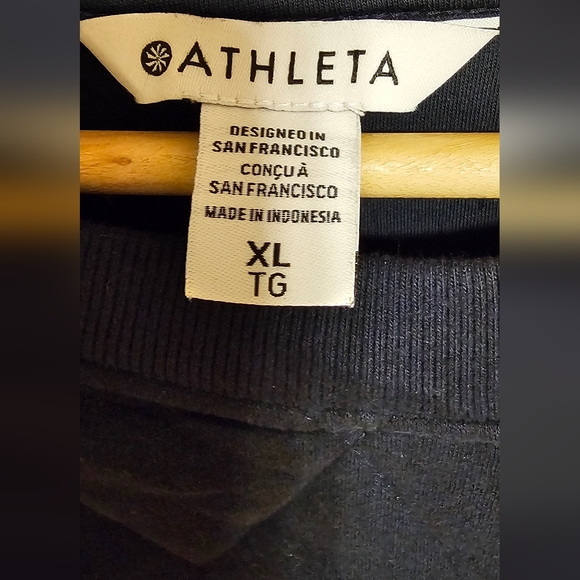 ATHLETA
DESIGNED IN
SAN FRANCISCO
CONÇU À
SAN FRANCISCO
MADE IN INDONESIA
XL
TG